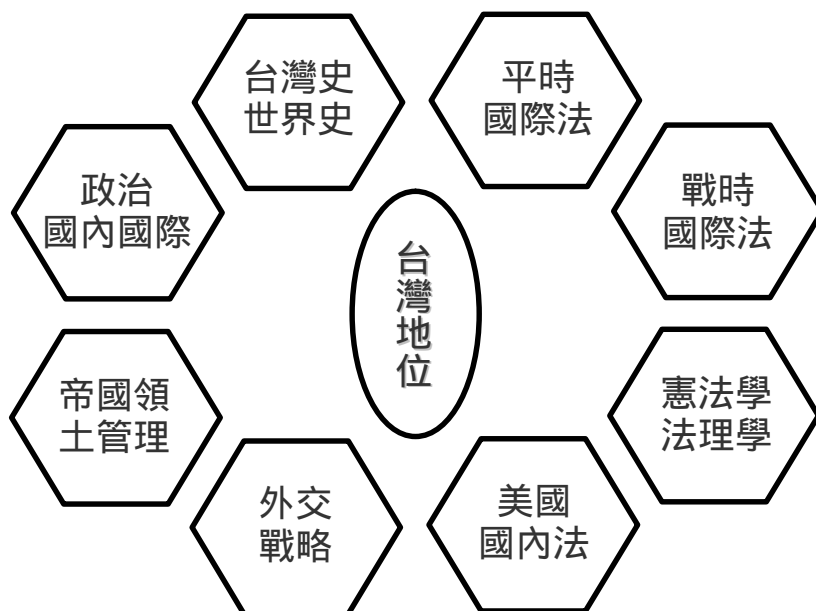 台灣史
世界史
平時
國際法
政治
國內國際
戰時
國際法
台灣地位
帝國領
土管理
憲法學
法理學
外交
戰略
美國
國內法